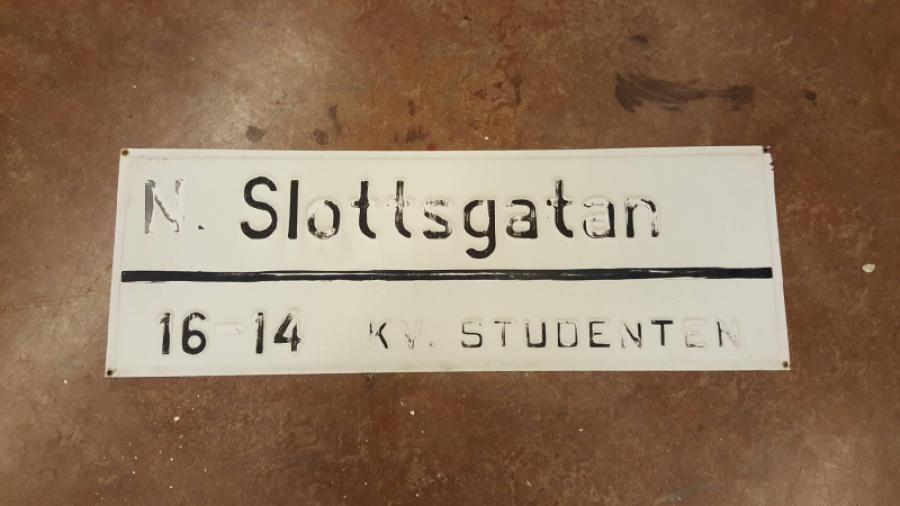 N. Slottsgatan
16-14 KV. STUDENTEN